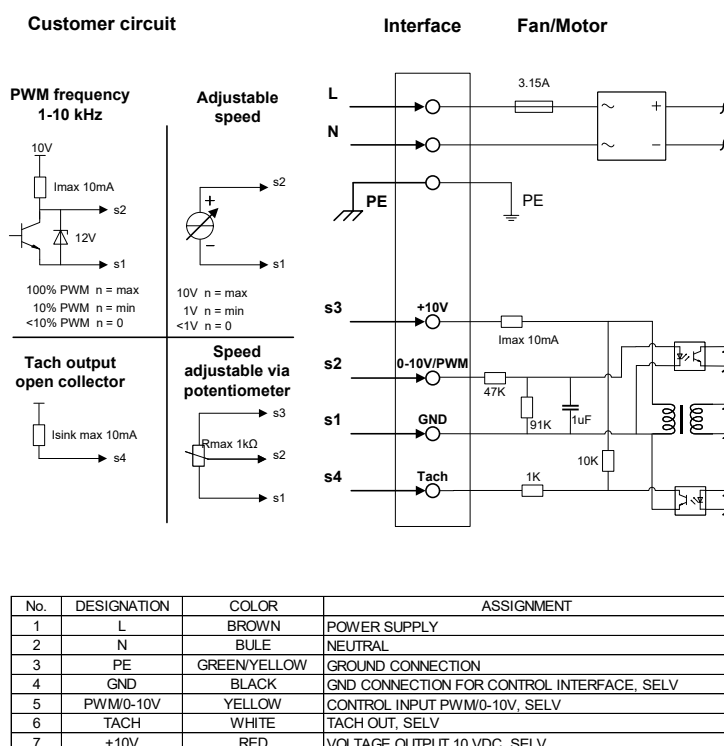 Customer circuit
Interface
Fan/Motor
PWM frequency
1-10 kHz
10V
Imax 10mA
s2
12V
s1
100% PWM n = max
10% PWM n = min
<10% PWM n = 0
Adjustable
speed
s2
+
−
s1
10V n = max
1V n = min
<1V n = 0
Tach output
open collector
Isink max 10mA
s4
Speed
adjustable via
potentiometer
s3
Rmax 1kΩ
s2
s1
L
3.15A
~ +
N
~ −
PE
PE
s3
+10V
Imax 10mA
s2
0-10V/PWM
47K
s1
GND
91K
1uF
10K
s4
Tach
1K
No. DESIGNATION COLOR ASSIGNMENT
1 L BROWN POWER SUPPLY
2 N BULE NEUTRAL
3 PE GREEN/YELLOW GROUND CONNECTION
4 GND BLACK GND CONNECTION FOR CONTROL INTERFACE, SELV
5 PWM/0-10V YELLOW CONTROL INPUT PWM/0-10V, SELV
6 TACH WHITE TACH OUT, SELV
7 +10V RED VOLTAGE OUTPUT 10 VDC, SELV